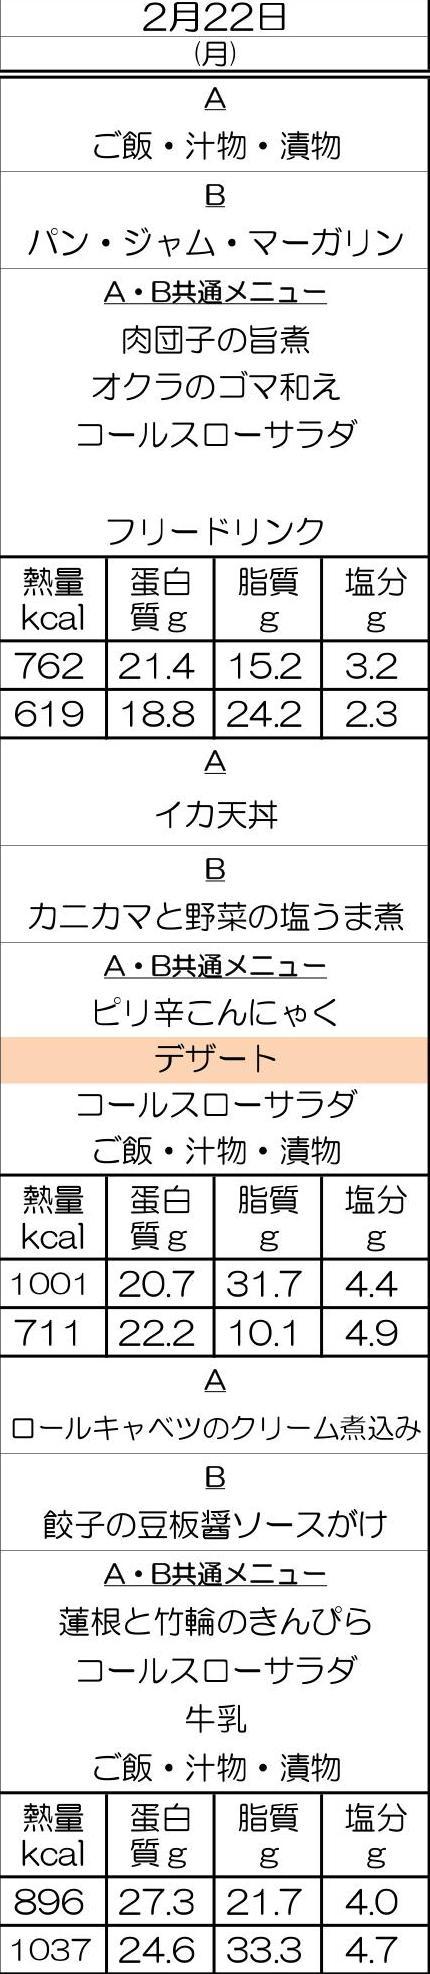 2月22日
(月)
A
ご飯・汁物・漬物
B
パン・ジャム・マーガリン
A・B共通メニュー
肉団子の旨煮
オクラのゴマ和え
コールスローサラダ
フリードリンク
熱量 蛋白 脂質 塩分
kcal 質g g g
762 21.4 15.2 3.2
619 18.8 24.2 2.3
A
イカ天丼
B
カニカマと野菜の塩うま煮
A・B共通メニュー
ピリ辛こんにゃく
デザート
コールスローサラダ
ご飯・汁物・漬物
熱量 蛋白 脂質 塩分
kcal 質g g g
1001 20.7 31.7 4.4
711 22.2 10.1 4.9
A
ロールキャベツのクリーム煮込み
B
餃子の豆板醤ソースがけ
A・B共通メニュー
蓮根と竹輪のきんぴら
コールスローサラダ
牛乳
ご飯・汁物・漬物
熱量 蛋白 脂質 塩分
kcal 質g g g
896 27.3 21.7 4.0
1037 24.6 33.3 4.7